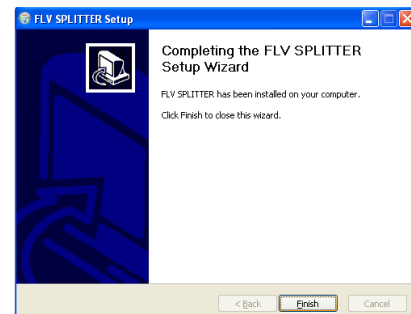 FLV SPLITTER Setup
Completing the FLV SPLITTER
Setup Wizard
FLV SPLITTER has been installed on your computer.
Click Finish to close this wizard.
< Back
Finish
Cancel